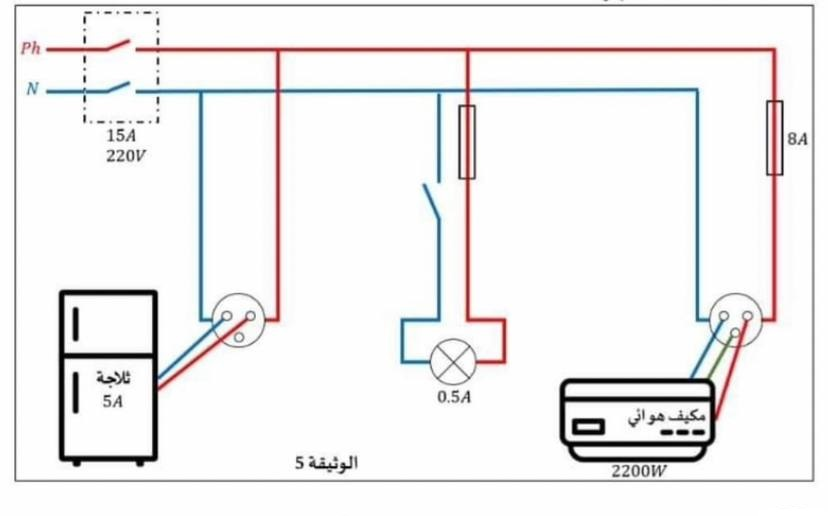 Ph
N
15A
220V
8A
ثلاجة
5A
0.5A
مكيف هوائي
2200W
الوثيقة 5